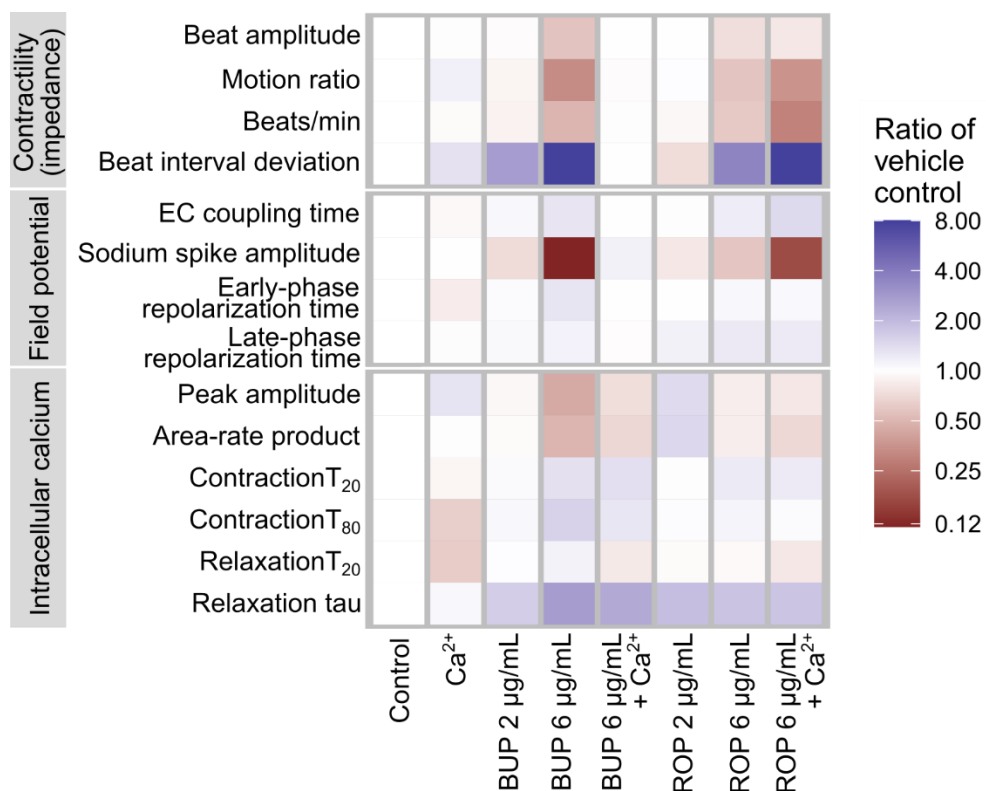 Contractility
(impedance)
Beat amplitude
Motion ratio
Beats/min
Beat interval deviation
Field potential
EC coupling time
Sodium spike amplitude
Early-phase
repolarization time
Late-phase
repolarization time
Intracellular calcium
Peak amplitude
Area-rate product
ContractionT₂₀
ContractionT₈₀
RelaxationT₂₀
Relaxation tau
Control
Ca²⁺
BUP 2 µg/mL
BUP 6 µg/mL
BUP 6 µg/mL
+ Ca²⁺
ROP 2 µg/mL
ROP 6 µg/mL
ROP 6 µg/mL
+ Ca²⁺
Ratio of
vehicle
control
8.00
4.00
2.00
1.00
0.50
0.25
0.12